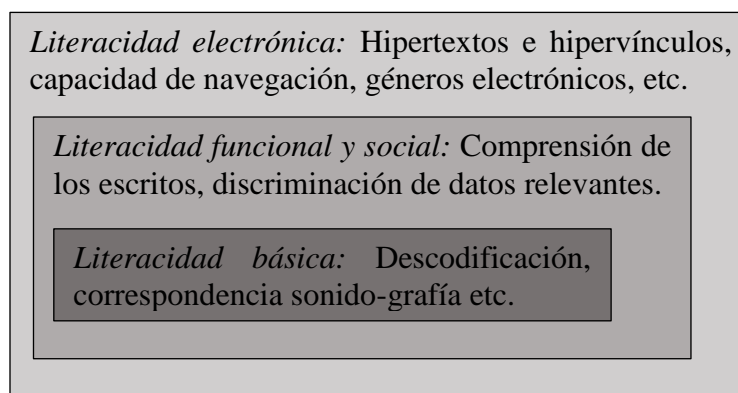 Literacidad electrónica: Hipertextos e hipervínculos,
capacidad de navegación, géneros electrónicos, etc.
Literacidad funcional y social: Comprensión de
los escritos, discriminación de datos relevantes.
Literacidad básica: Descodificación,
correspondencia sonido-grafía etc.